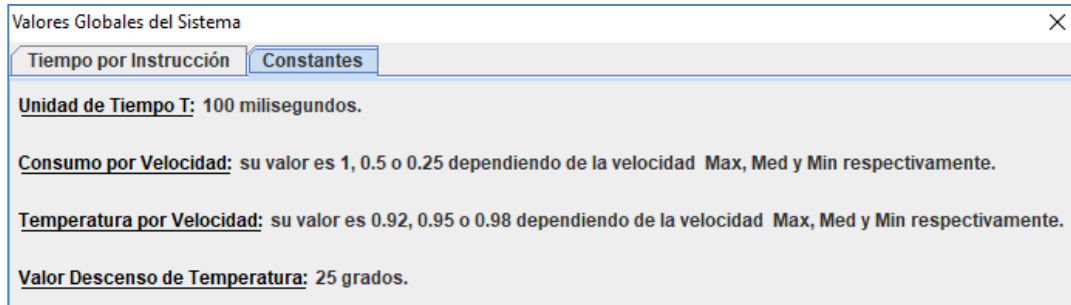 Valores Globales del Sistema
Tiempo por Instrucción Constantes
Unidad de Tiempo T: 100 milisegundos.
Consumo por Velocidad: su valor es 1, 0.5 o 0.25 dependiendo de la velocidad Max, Med y Min respectivamente.
Temperatura por Velocidad: su valor es 0.92, 0.95 o 0.98 dependiendo de la velocidad Max, Med y Min respectivamente.
Valor Descenso de Temperatura: 25 grados.